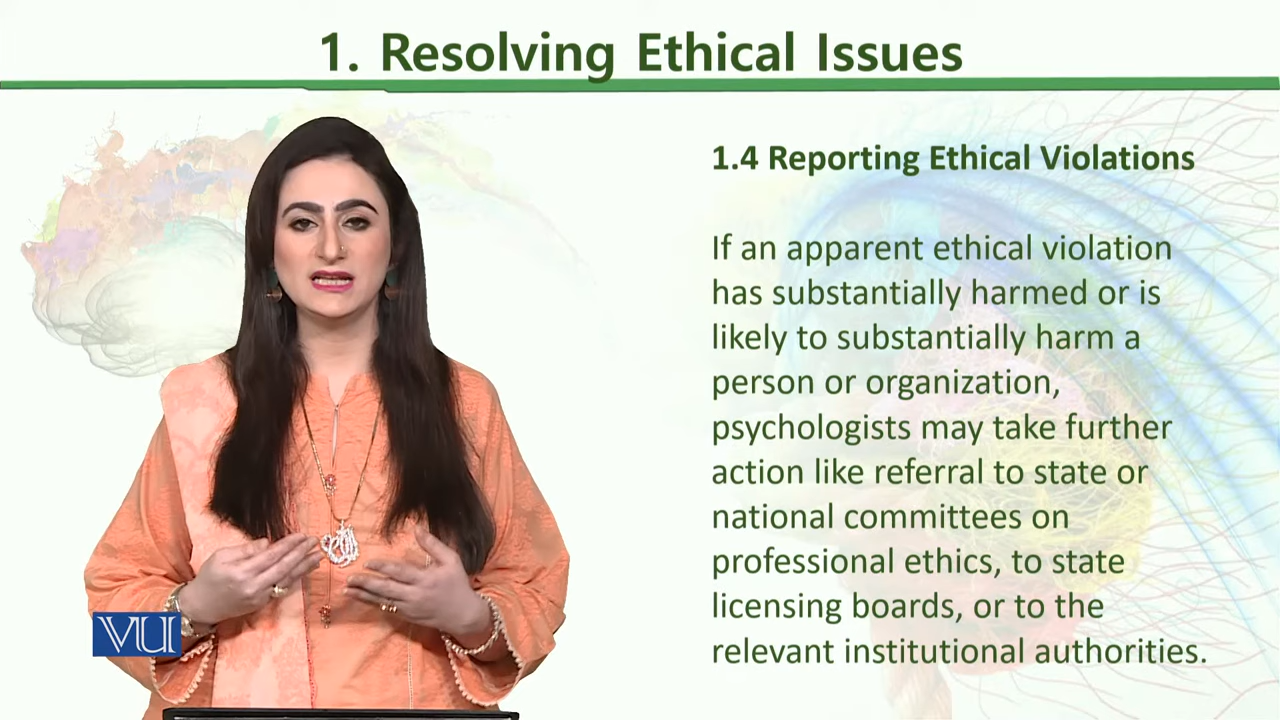 1. Resolving Ethical Issues
1.4 Reporting Ethical Violations
If an apparent ethical violation
has substantially harmed or is
likely to substantially harm a
person or organization,
psychologists may take further
action like referral to state or
national committees on
professional ethics, to state
licensing boards, or to the
relevant institutional authorities.
VU